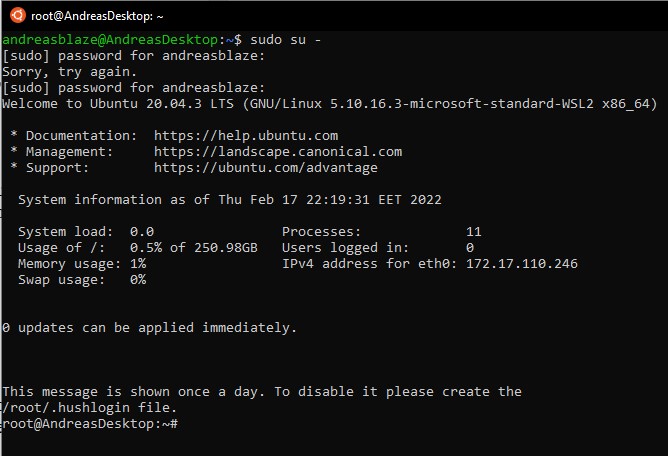 root@AndreasDesktop: ~
andreasblaze@AndreasDesktop:~$ sudo su -
[sudo] password for andreasblaze:
Sorry, try again.
[sudo] password for andreasblaze:
Welcome to Ubuntu 20.04.3 LTS (GNU/Linux 5.10.16.3-microsoft-standard-WSL2 x86_64)
* Documentation:  https://help.ubuntu.com
* Management:     https://landscape.canonical.com
* Support:        https://ubuntu.com/advantage
System information as of Thu Feb 17 22:19:31 EET 2022
System load:  0.0                Processes:             11
Usage of /:   0.5% of 250.98GB   Users logged in:       0
Memory usage: 1%                 IPv4 address for eth0: 172.17.110.246
Swap usage:   0%
0 updates can be applied immediately.
This message is shown once a day. To disable it please create the
/root/.hushlogin file.
root@AndreasDesktop:~#